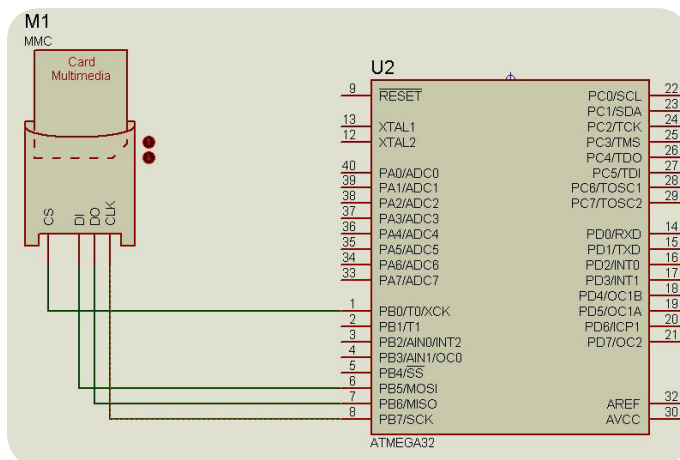 M1
MMC
Card
Multimedia
CS
DI
DO
CLK
U2
9 RESET
13 XTAL1
12 XTAL2
40 PA0/ADC0
39 PA1/ADC1
38 PA2/ADC2
37 PA3/ADC3
36 PA4/ADC4
35 PA5/ADC5
34 PA6/ADC6
33 PA7/ADC7
1 PB0/T0/XCK
2 PB1/T1
3 PB2/AIN0/INT2
4 PB3/AIN1/OC0
5 PB4/SS
6 PB5/MOSI
7 PB6/MISO
8 PB7/SCK
PC0/SCL 22
PC1/SDA 23
PC2/TCK 24
PC3/TMS 25
PC4/TDO 26
PC5/TDI 27
PC6/TOSC1 28
PC7/TOSC2 29
PD0/RXD 14
PD1/TXD 15
PD2/INT0 16
PD3/INT1 17
PD4/OC1B 18
PD5/OC1A 19
PD6/ICP1 20
PD7/OC2 21
AREF 32
AVCC 30
ATMEGA32